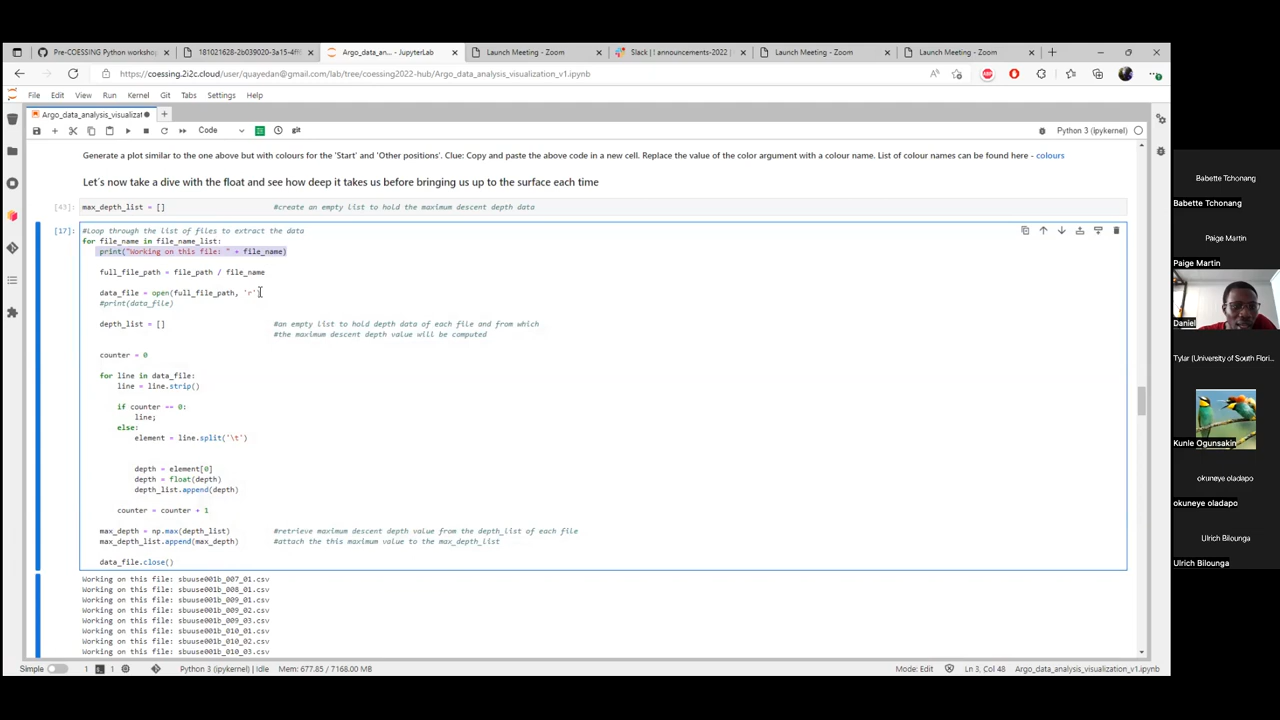 Pre-COESSING Python worksho
181021628-2b039020-3a15-4ff6
Argo_data_an... - JupyterLab
Launch Meeting - Zoom
Slack | ! announcements-2022 |
Launch Meeting - Zoom
Launch Meeting - Zoom
https://coessing.2i2c.cloud/user/quayedan@gmail.com/lab/tree/coessing2022-hub/Argo_data_analysis_visualization_v1.ipynb
File Edit View Run Kernel Git Tabs Settings Help
Argo_data_analysis_visualizat
Code
git
Python 3 (ipykernel)
Generate a plot similar to the one above but with colours for the 'Start' and 'Other positions'. Clue: Copy and paste the above code in a new cell. Replace the value of the color argument with a colour name. List of colour names can be found here - colours
Let´s now take a dive with the float and see how deep it takes us before bringing us up to the surface each time
[43]: max_depth_list = [] #create an empty list to hold the maximum descent depth data
[17]: #Loop through the list of files to extract the data
for file_name in file_name_list:
print("Working on this file: " + file_name)
full_file_path = file_path / file_name
data_file = open(full_file_path, 'r')
#print(data_file)
depth_list = [] #an empty list to hold depth data of each file and from which
#the maximum descent depth value will be computed
counter = 0
for line in data_file:
line = line.strip()
if counter == 0:
line;
else:
element = line.split('\t')
depth = element[0]
depth = float(depth)
depth_list.append(depth)
counter = counter + 1
max_depth = np.max(depth_list) #retrieve maximum descent depth value from the depth_list of each file
max_depth_list.append(max_depth) #attach the this maximum value to the max_depth_list
data_file.close()
Working on this file: sbuuse001b_007_01.csv
Working on this file: sbuuse001b_008_01.csv
Working on this file: sbuuse001b_009_01.csv
Working on this file: sbuuse001b_009_02.csv
Working on this file: sbuuse001b_009_03.csv
Working on this file: sbuuse001b_010_01.csv
Working on this file: sbuuse001b_010_02.csv
Working on this file: sbuuse001b_010_03.csv
Simple 1 1 Python 3 (ipykernel) | Idle Mem: 677.85 / 7168.00 MB Mode: Edit Ln 3, Col 48 Argo_data_analysis_visualization_v1.ipynb
Babette Tchonang
Babette Tchonang
Paige Martin
Paige Martin
Daniel
Tylar (University of South Flori...
Kunle Ogunsakin
okuneye oladapo
okuneye oladapo
Ulrich Bilounga
Ulrich Bilounga